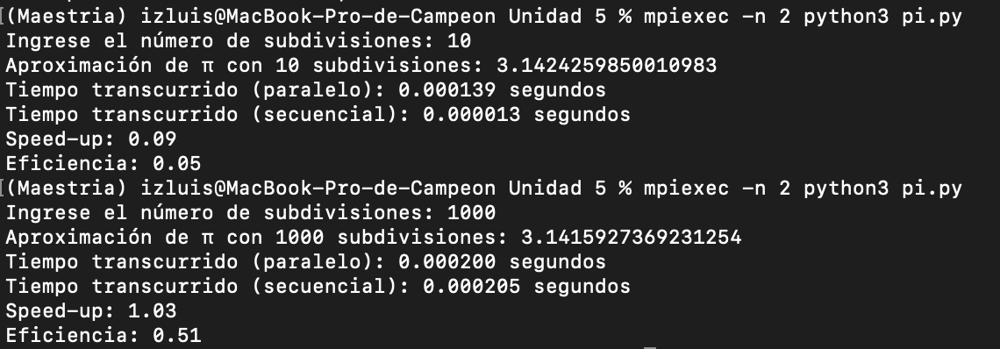 (Maestria) izluis@MacBook-Pro-de-Campeon Unidad 5 % mpiexec -n 2 python3 pi.py
Ingrese el número de subdivisiones: 10
Aproximación de π con 10 subdivisiones: 3.1424259850010983
Tiempo transcurrido (paralelo): 0.000139 segundos
Tiempo transcurrido (secuencial): 0.000013 segundos
Speed-up: 0.09
Eficiencia: 0.05
(Maestria) izluis@MacBook-Pro-de-Campeon Unidad 5 % mpiexec -n 2 python3 pi.py
Ingrese el número de subdivisiones: 1000
Aproximación de π con 1000 subdivisiones: 3.1415927369231254
Tiempo transcurrido (paralelo): 0.000200 segundos
Tiempo transcurrido (secuencial): 0.000205 segundos
Speed-up: 1.03
Eficiencia: 0.51